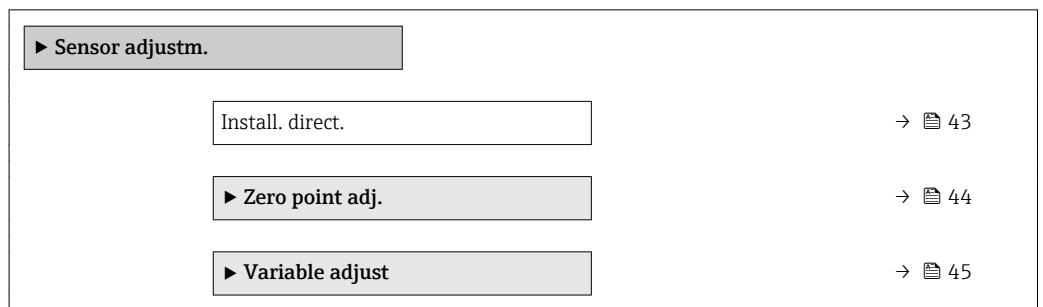 ▶ Sensor adjustm.
Install. direct. → 43
▶ Zero point adj. → 44
▶ Variable adjust → 45